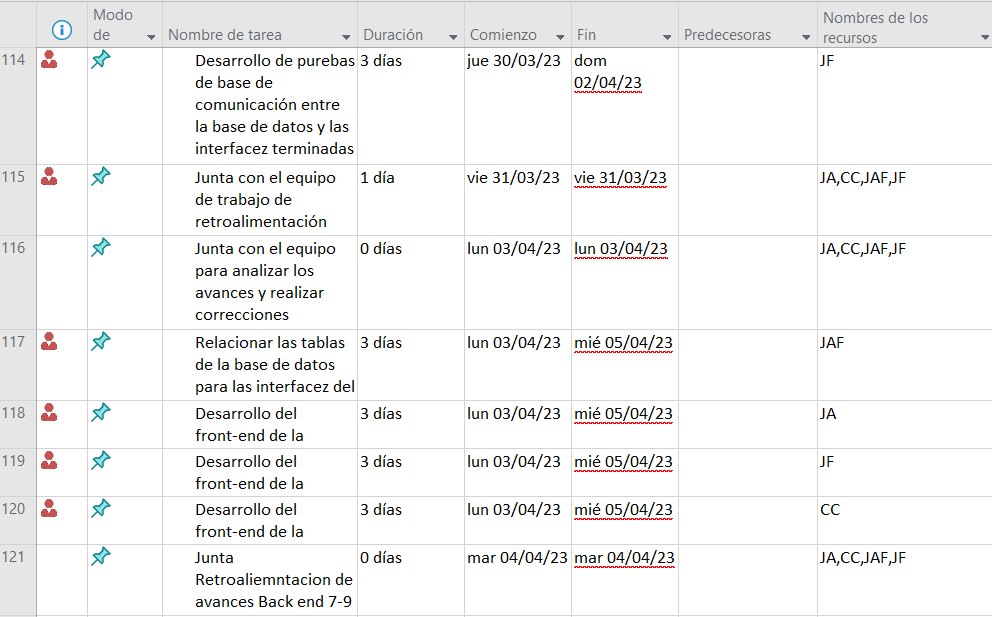 Modo de
Nombre de tarea
Duración
Comienzo
Fin
Predecesoras
Nombres de los recursos
114 Desarrollo de purebas 3 días jue 30/03/23 dom JF
de base de 02/04/23
comunicación entre
la base de datos y las
interfacez terminadas
115 Junta con el equipo 1 día vie 31/03/23 vie 31/03/23 JA,CC,JAF,JF
de trabajo de
retroalimentación
116 Junta con el equipo 0 días lun 03/04/23 lun 03/04/23 JA,CC,JAF,JF
para analizar los
avances y realizar
correcciones
117 Relacionar las tablas 3 días lun 03/04/23 mié 05/04/23 JAF
de la base de datos
para las interfacez del
118 Desarrollo del 3 días lun 03/04/23 mié 05/04/23 JA
front-end de la
119 Desarrollo del 3 días lun 03/04/23 mié 05/04/23 JF
front-end de la
120 Desarrollo del 3 días lun 03/04/23 mié 05/04/23 CC
front-end de la
121 Junta 0 días mar 04/04/23 mar 04/04/23 JA,CC,JAF,JF
Retroaliemntacion de
avances Back end 7-9